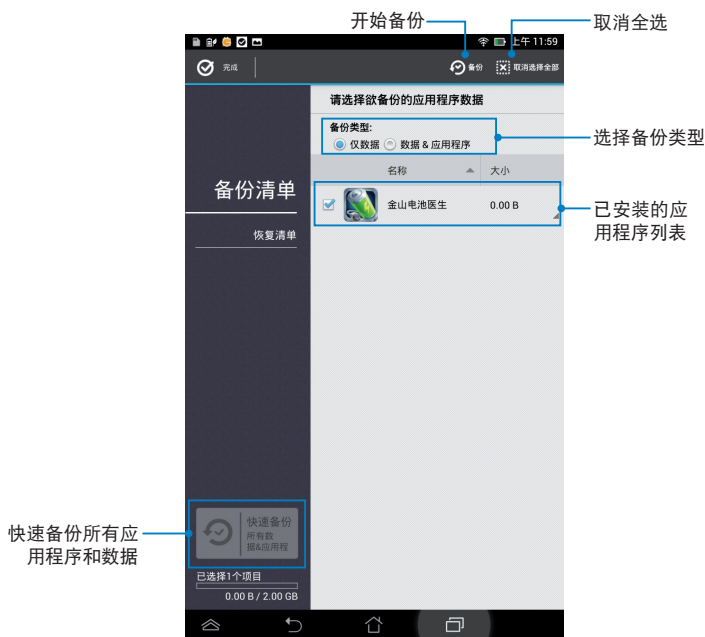 开始备份
取消全选
上午 11:59
完成
备份
取消选择全部
请选择欲备份的应用程序数据
备份类型:
仅数据 数据 & 应用程序
选择备份类型
名称 大小
备份清单
金山电池医生 0.00 B
已安装的应
用程序列表
恢复清单
快速备份所有应
用程序和数据
快速备份
所有数
据&应用程
已选择1个项目
0.00 B / 2.00 GB